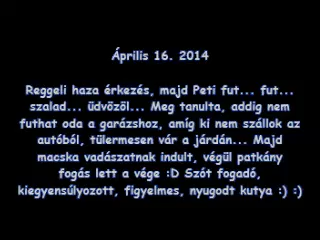 Április 16. 2014
Reggeli haza érkezés, majd Peti fut... fut...
szalad... üdvözöl... Meg tanulta, addig nem
futhat oda a garázshoz, amíg ki nem szállok az
autóból, tülermesen vár a járdán... Majd
macska vadászatnak indult, végül patkány
fogás lett a vége :D Szót fogadó,
kiegyensúlyozott, figyelmes, nyugodt kutya :) :)